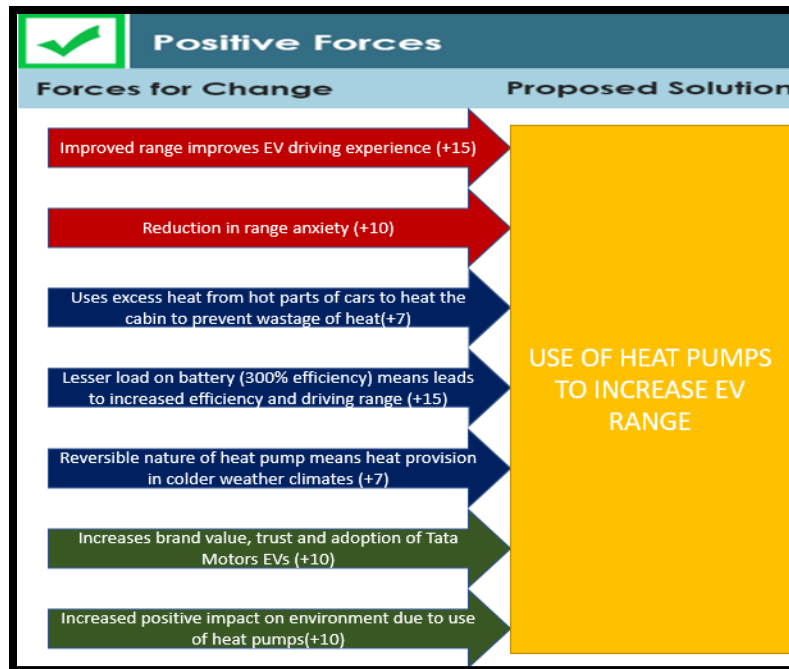 Positive Forces
Forces for Change
Proposed Solution
Improved range improves EV driving experience (+15)
Reduction in range anxiety (+10)
Uses excess heat from hot parts of cars to heat the
cabin to prevent wastage of heat(+7)
Lesser load on battery (300% efficiency) means leads
to increased efficiency and driving range (+15)
Reversible nature of heat pump means heat provision
in colder weather climates (+7)
Increases brand value, trust and adoption of Tata
Motors EVs (+10)
Increased positive impact on environment due to use
of heat pumps(+10)
USE OF HEAT PUMPS
TO INCREASE EV
RANGE